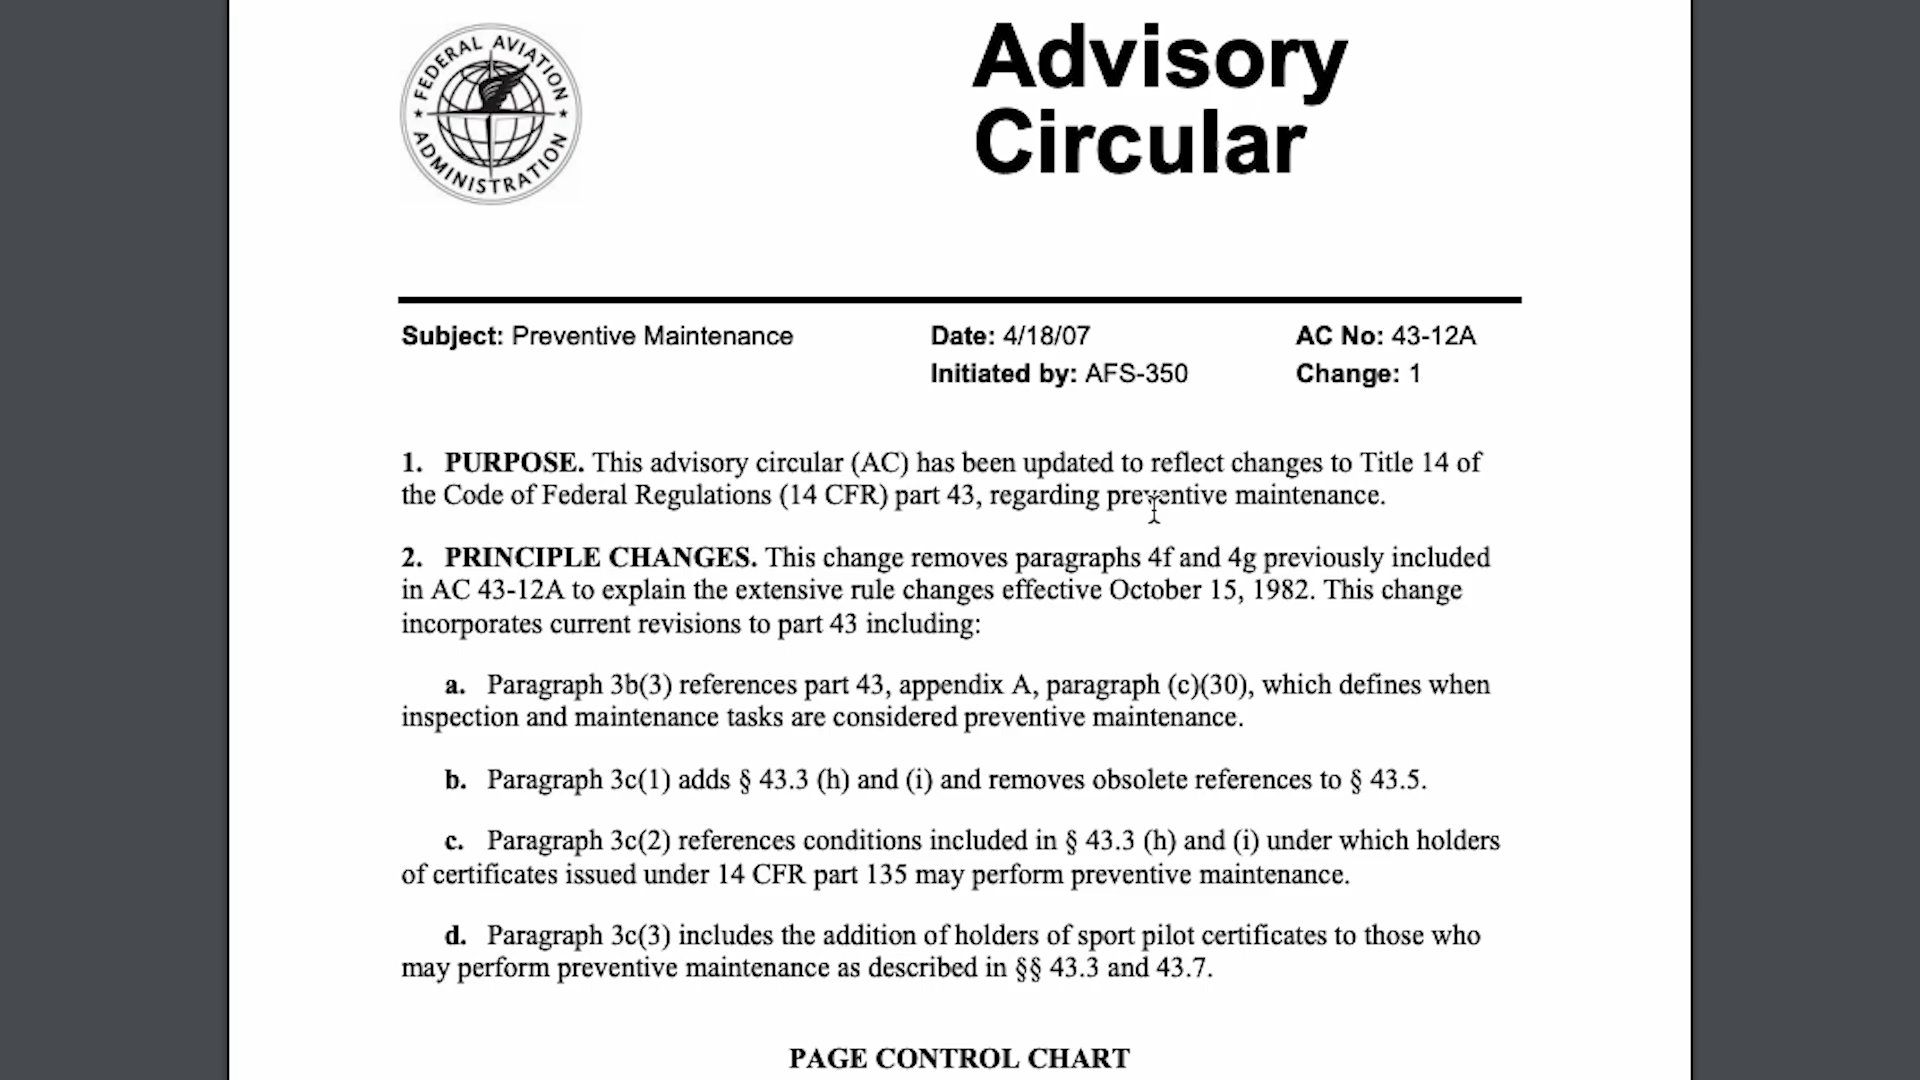 FEDERAL AVIATION
ADMINISTRATION
Advisory
Circular
Subject: Preventive Maintenance
Date: 4/18/07
Initiated by: AFS-350
AC No: 43-12A
Change: 1
1. PURPOSE. This advisory circular (AC) has been updated to reflect changes to Title 14 of
the Code of Federal Regulations (14 CFR) part 43, regarding preventive maintenance.
2. PRINCIPLE CHANGES. This change removes paragraphs 4f and 4g previously included
in AC 43-12A to explain the extensive rule changes effective October 15, 1982. This change
incorporates current revisions to part 43 including:
a. Paragraph 3b(3) references part 43, appendix A, paragraph (c)(30), which defines when
inspection and maintenance tasks are considered preventive maintenance.
b. Paragraph 3c(1) adds § 43.3 (h) and (i) and removes obsolete references to § 43.5.
c. Paragraph 3c(2) references conditions included in § 43.3 (h) and (i) under which holders
of certificates issued under 14 CFR part 135 may perform preventive maintenance.
d. Paragraph 3c(3) includes the addition of holders of sport pilot certificates to those who
may perform preventive maintenance as described in §§ 43.3 and 43.7.
PAGE CONTROL CHART